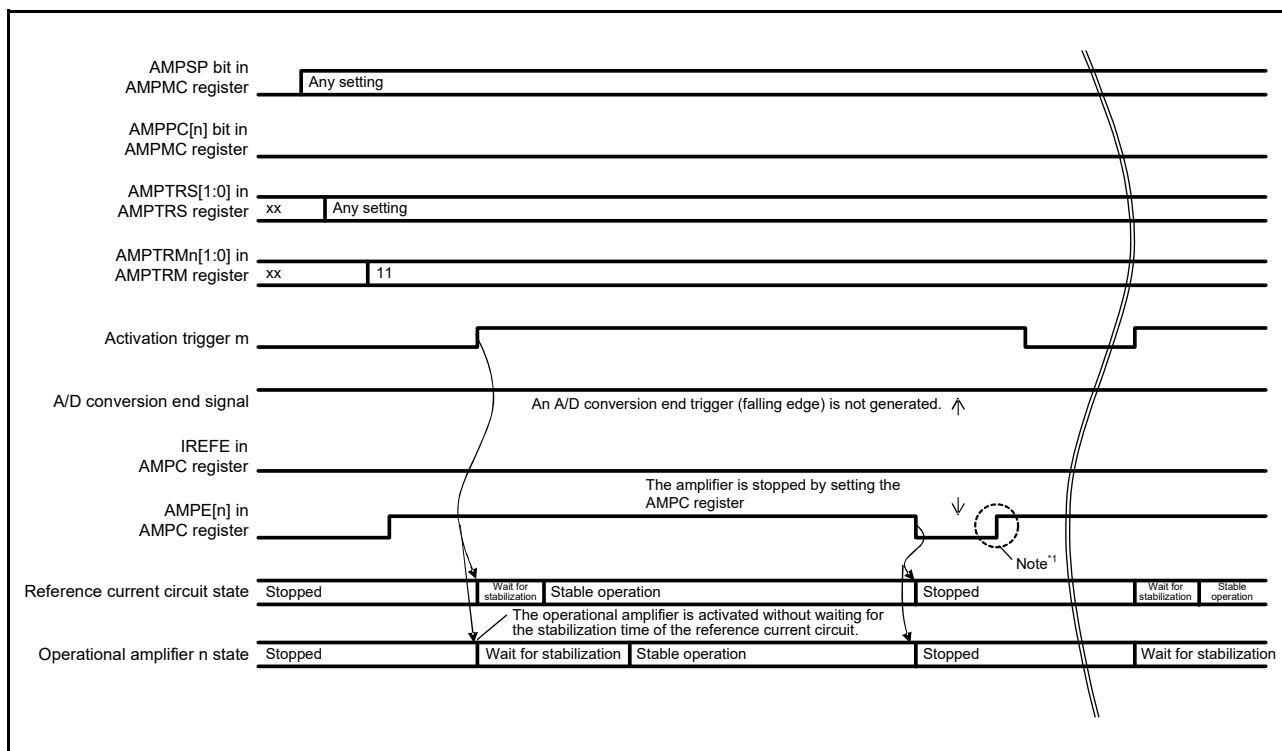 AMPSP bit in
AMPMC register
Any setting
AMPPC[n] bit in
AMPMC register
AMPTRS[1:0] in
AMPTRS register
xx
Any setting
AMPTRMn[1:0] in
AMPTRM register
xx
11
Activation trigger m
A/D conversion end signal
An A/D conversion end trigger (falling edge) is not generated.
IREFE in
AMPC register
The amplifier is stopped by setting the
AMPC register
AMPE[n] in
AMPC register
Note*1
Reference current circuit state
Stopped
Wait for
stabilization
Stable operation
Stopped
Wait for
stabilization
Stable
operation
The operational amplifier is activated without waiting for
the stabilization time of the reference current circuit.
Operational amplifier n state
Stopped
Wait for stabilization
Stable operation
Stopped
Wait for stabilization